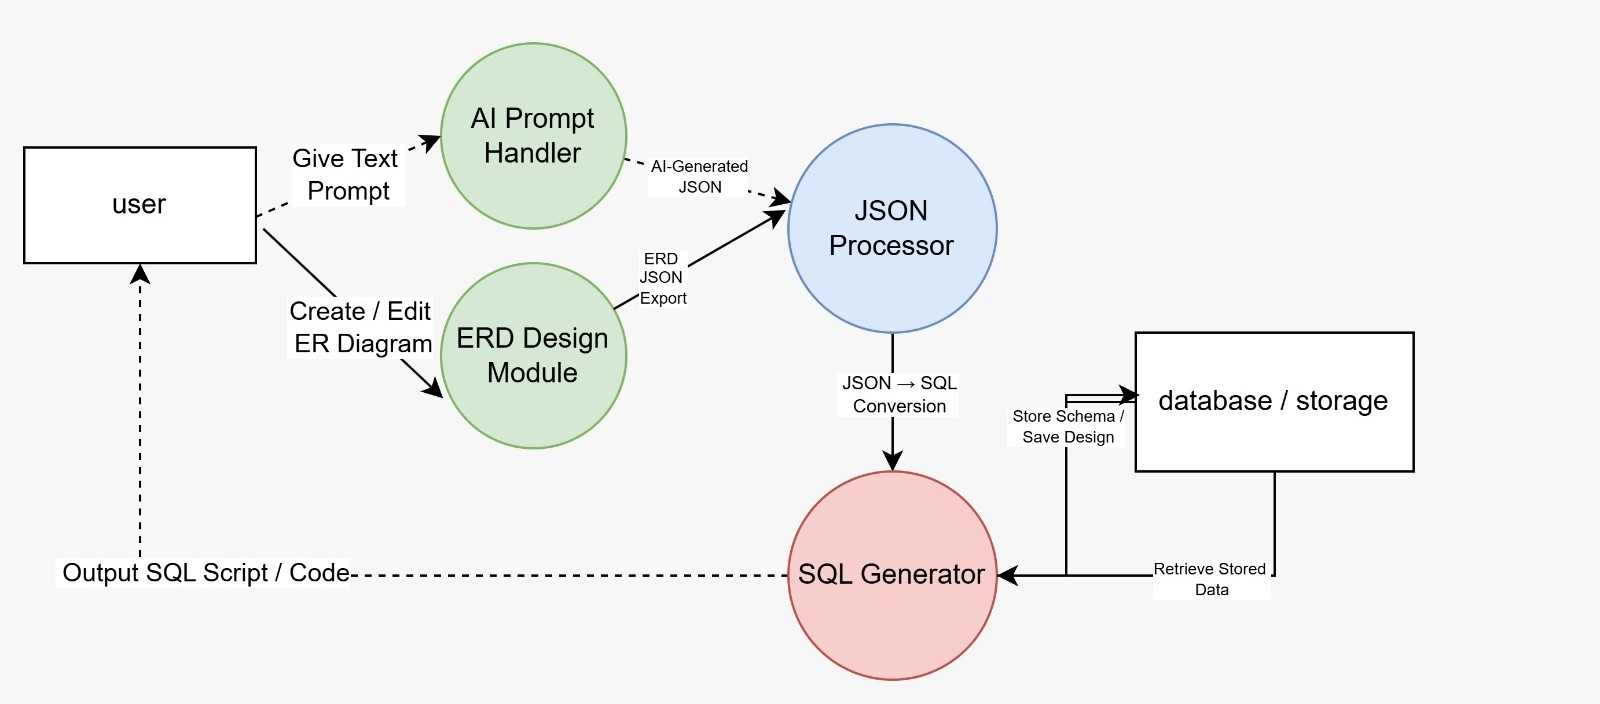 user
Give Text
Prompt
AI Prompt
Handler
AI-Generated
JSON
JSON
Processor
Create / Edit
ER Diagram
ERD Design
Module
ERD
JSON
Export
JSON → SQL
Conversion
Store Schema /
Save Design
database / storage
Output SQL Script / Code
SQL Generator
Retrieve Stored
Data